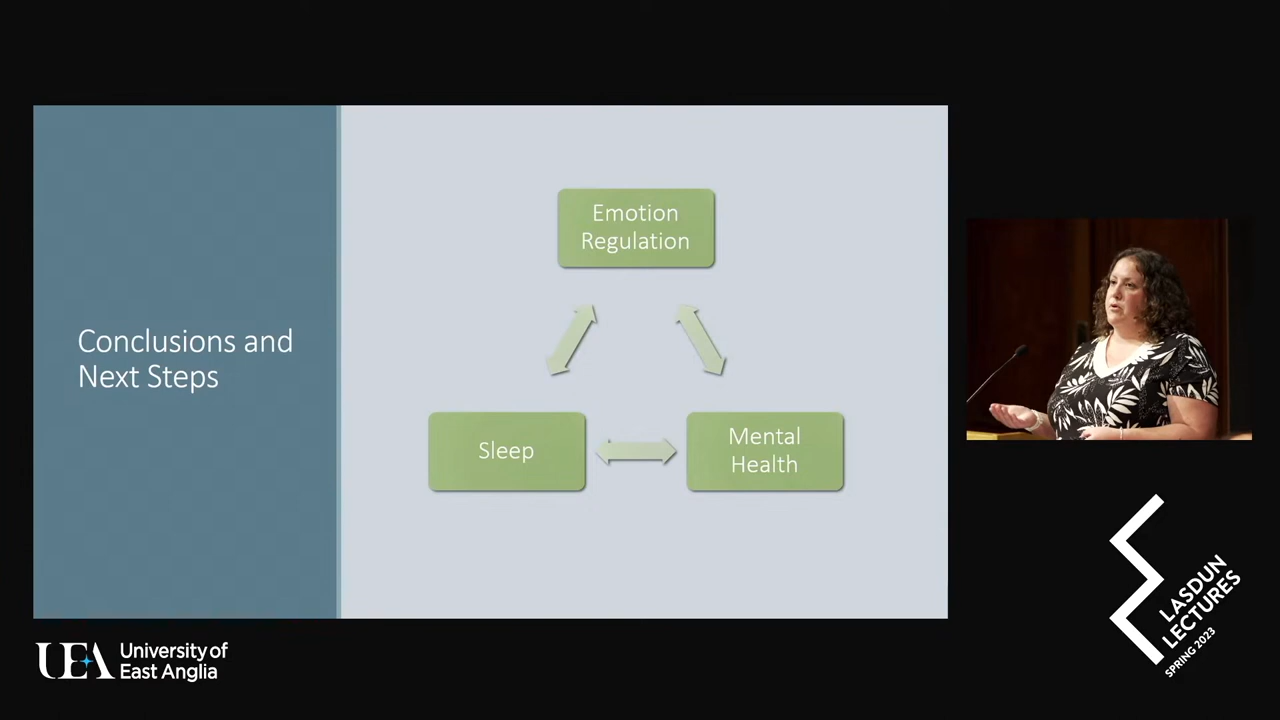 Conclusions and
Next Steps
Emotion
Regulation
Sleep
Mental
Health
UEA
University of
East Anglia
LASDUN
LECTURES
SPRING 2023